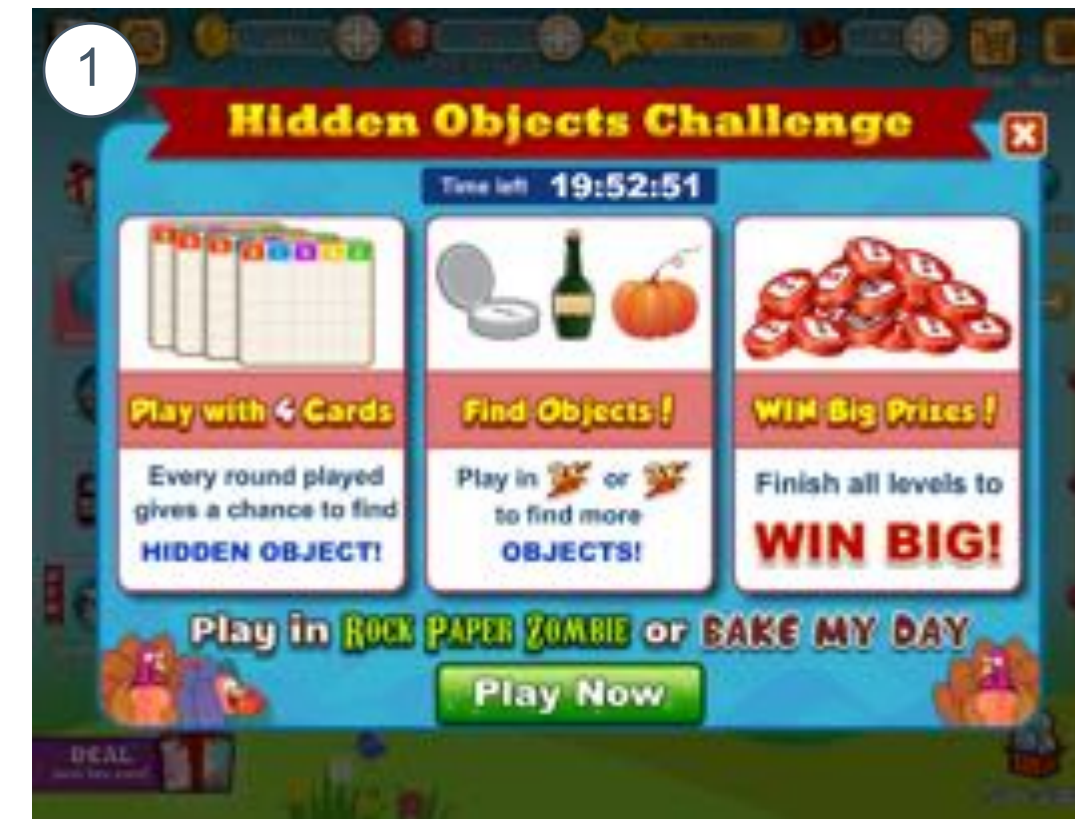 1
Hidden Objects Challenge
Time left 19:52:51
Play with 4 Cards
Every round played
gives a chance to find
HIDDEN OBJECT!
Find Objects!
Play in or
to find more
OBJECTS!
WIN Big Prizes!
Finish all levels to
WIN BIG!
Play in ROCK PAPER ZOMBIE or BAKE MY DAY
Play Now
DEAL